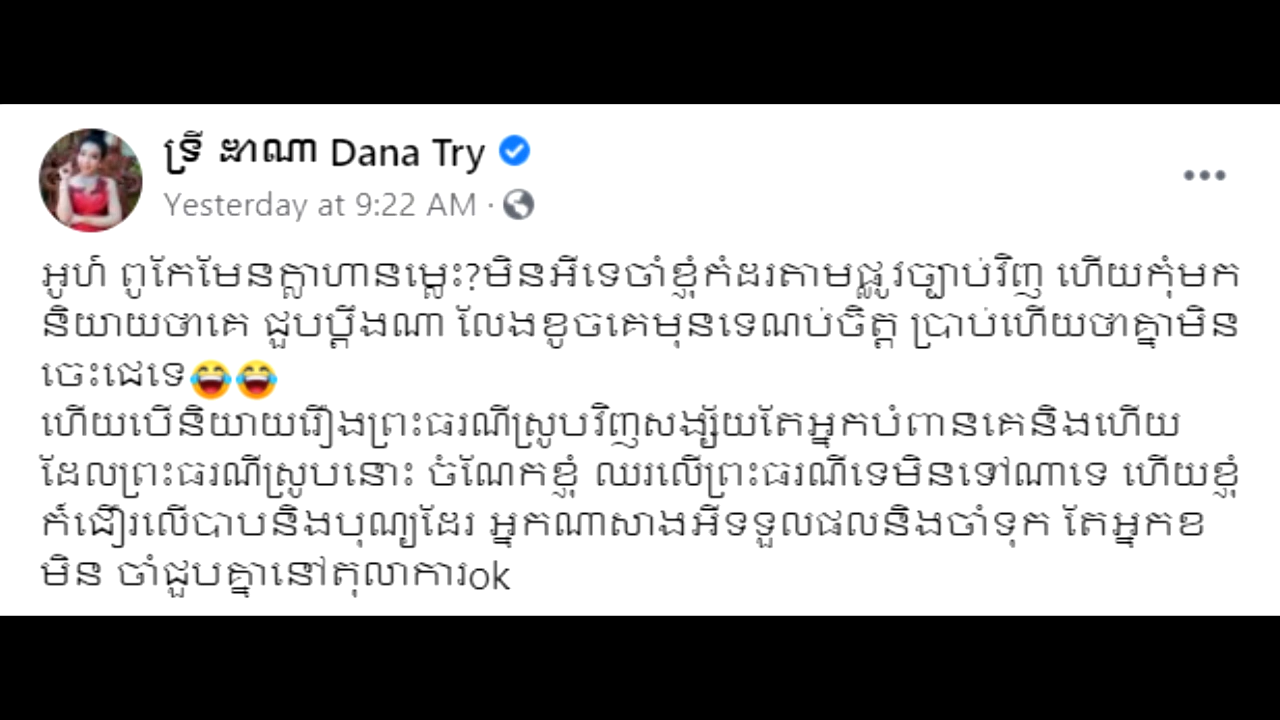 ទ្រី ដាណា Dana Try
Yesterday at 9:22 AM ·
អូហ៍ ពូកែមែនក្លាហានម្លេះ?មិនអីទេចាំខ្ញុំកំដរតាមផ្លូវច្បាប់វិញ ហើយកុំមក
និយាយថាគេ ជួបប្ដឹងណា លែងខូចគេមុនទេណប់ចិត្ត ប្រាប់ហើយថាគ្នាមិន
ចេះដេទេ😂😂
ហើយបើនិយាយរឿងព្រះធរណីស្រូបវិញសង្ស័យតែអ្នកបំពានគេនិងហើយ
ដែលព្រះធរណីស្រូបនោះ ចំណែកខ្ញុំ ឈរលើព្រះធរណីទេមិនទៅណាទេ ហើយខ្ញុំ
ក៍ជឿរលើបាបនិងបុណ្យដែរ អ្នកណាសាងអីទទួលផលនិងចាំទុក តែអ្នកខ
មិន ចាំជួបគ្នានៅតុលាការok